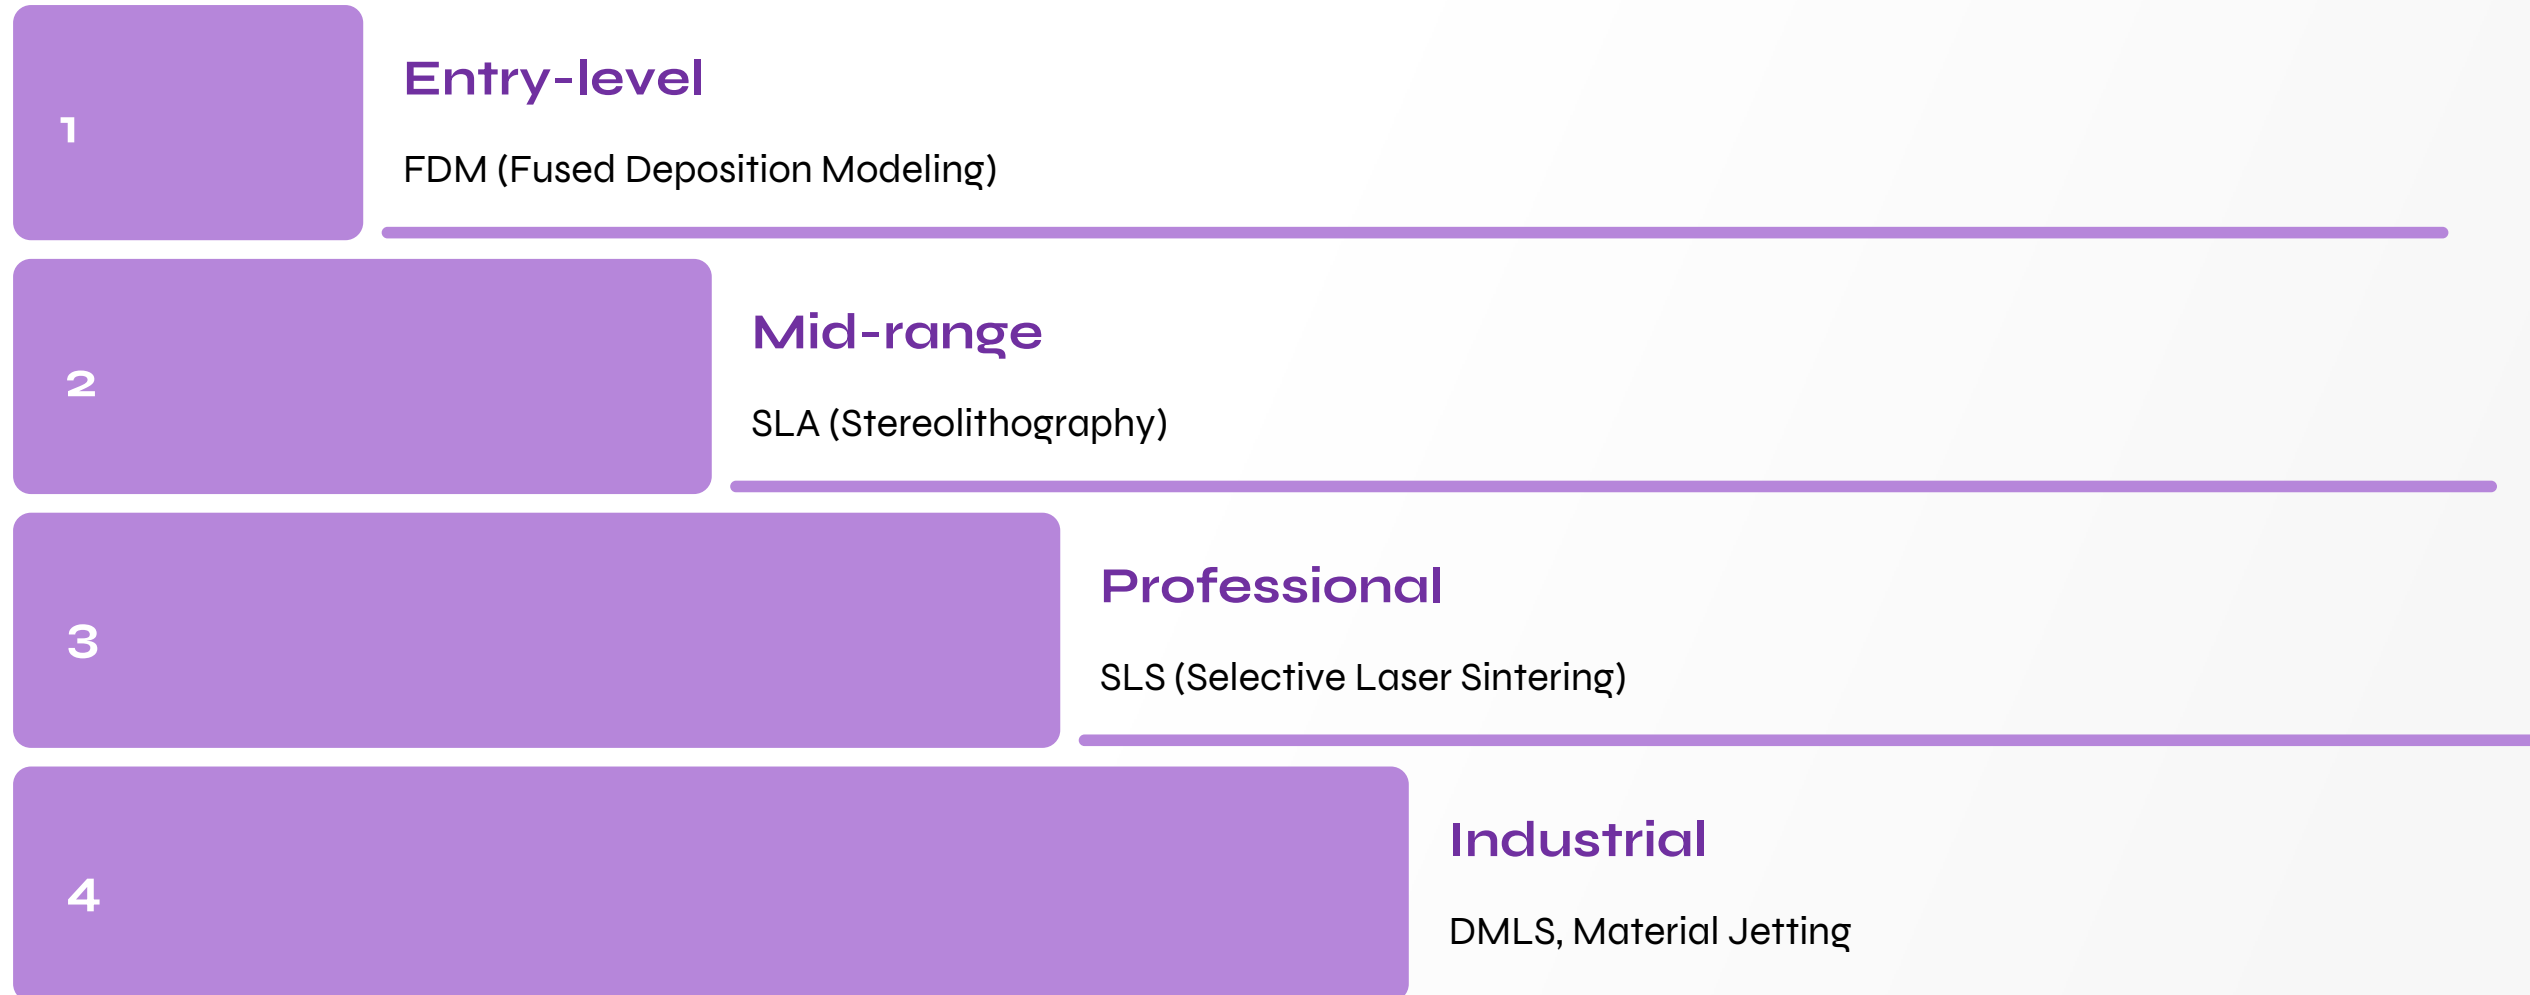 1
Entry-level
FDM (Fused Deposition Modeling)
2
Mid-range
SLA (Stereolithography)
3
Professional
SLS (Selective Laser Sintering)
4
Industrial
DMLS, Material Jetting